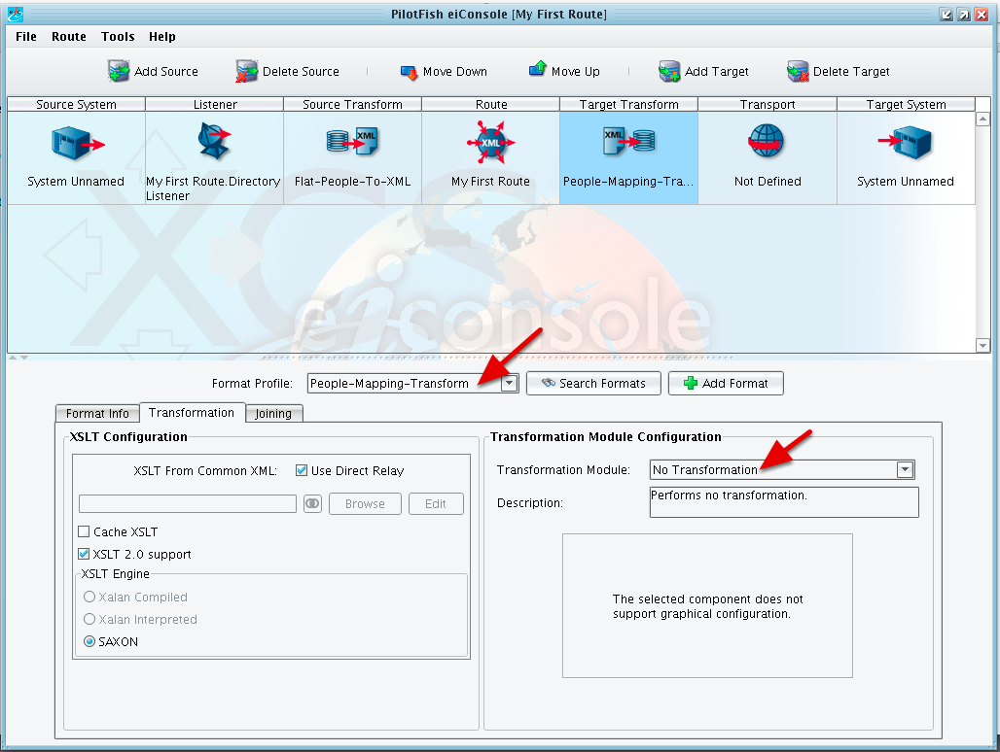 PilotFish eiConsole [My First Route]
File Route Tools Help
Add Source Delete Source Move Down Move Up Add Target Delete Target
Source System Listener Source Transform Route Target Transform Transport Target System
XML XML XML
System Unnamed My First Route.Directory Flat-People-To-XML My First Route People-Mapping-Tra... Not Defined System Unnamed
Listener
XCS
eiconsole
Format Profile: People-Mapping-Transform Search Formats Add Format
Format Info Transformation Joining
XSLT Configuration
XSLT From Common XML: Use Direct Relay
Browse Edit
Cache XSLT
XSLT 2.0 support
XSLT Engine
Xalan Compiled
Xalan Interpreted
SAXON
Transformation Module Configuration
Transformation Module: No Transformation
Description: Performs no transformation.
The selected component does not
support graphical configuration.